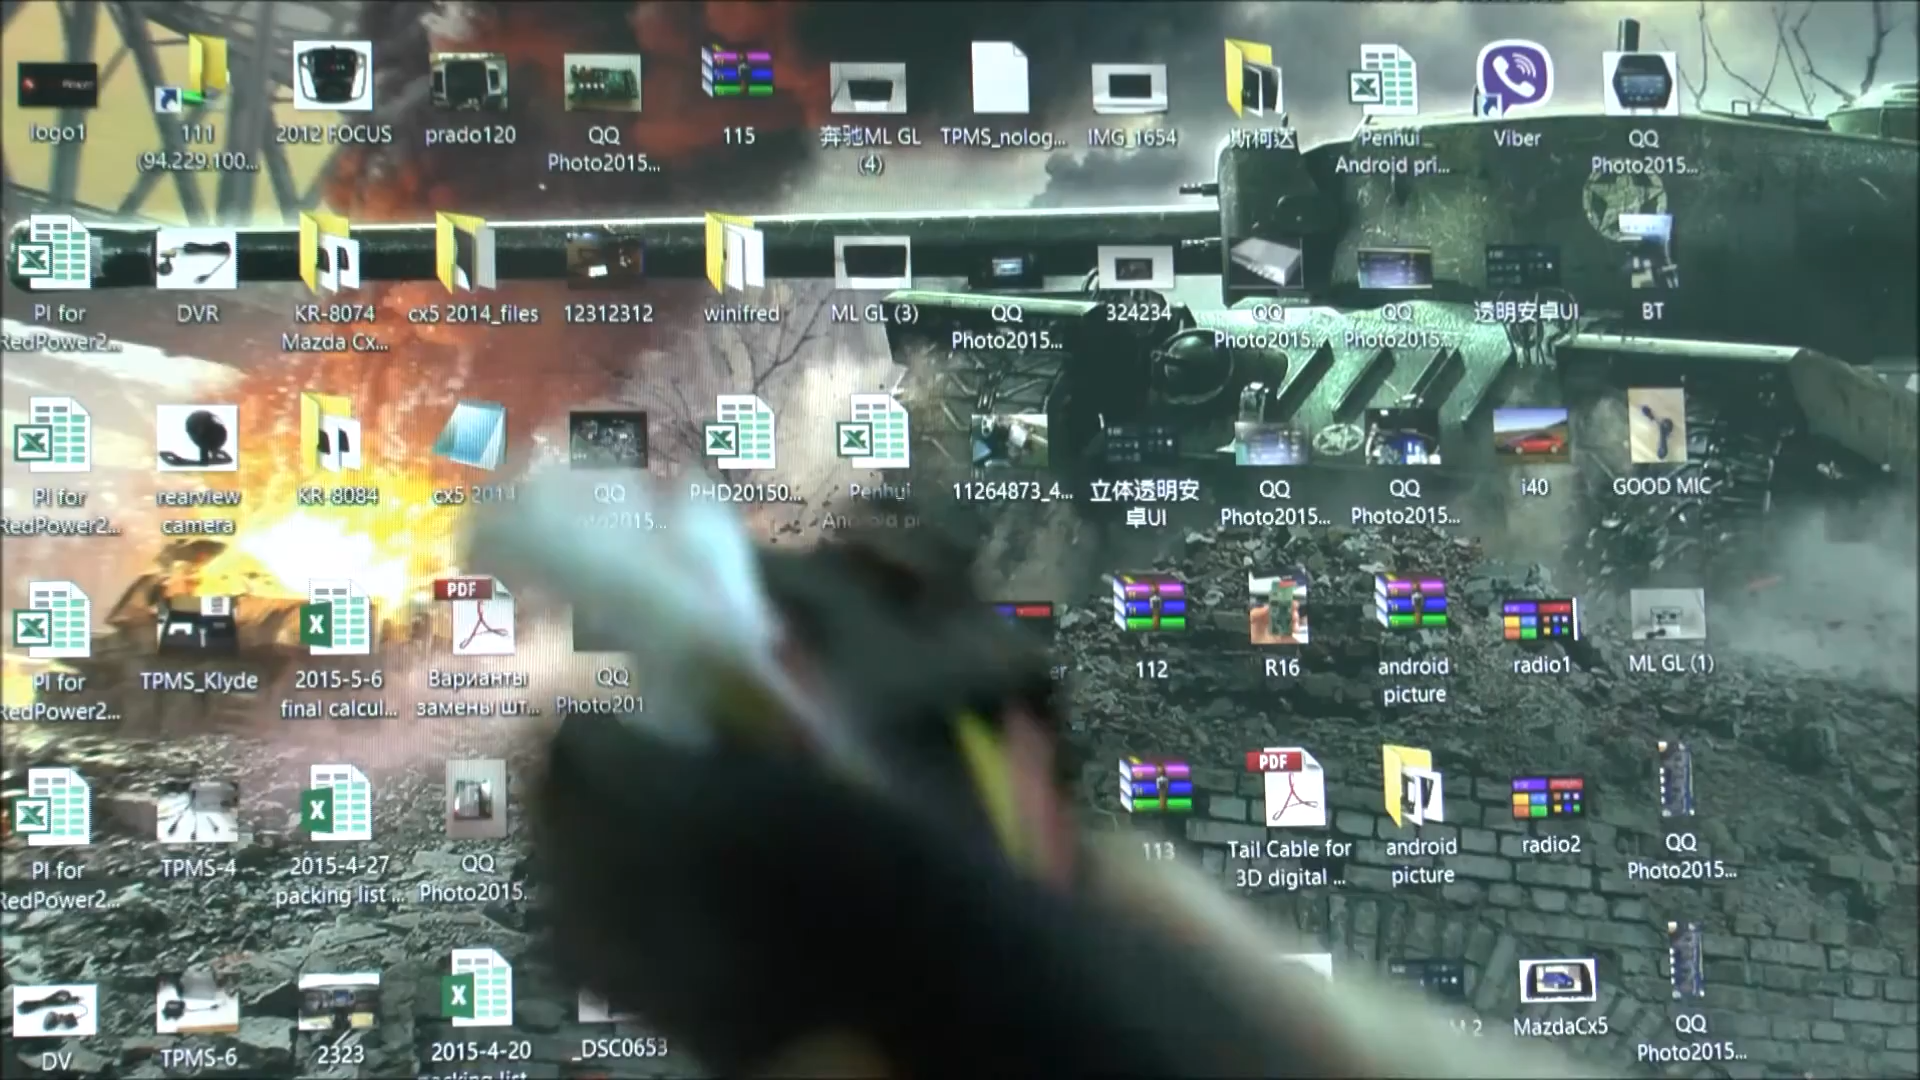 logo1
111
(94.229.100...
2012 FOCUS
prado120
QQ
Photo2015...
115
奔驰ML GL
(4)
TPMS_nolog...
IMG_1654
斯柯达
Penhui
Android pri...
Viber
QQ
Photo2015...
PI for
RedPower2...
DVR
KR-8074
Mazda Cx...
cx5 2014_files
12312312
winifred
ML GL (3)
QQ
Photo2015...
324234
QQ
Photo2015...
QQ
Photo2015...
透明安卓UI
BT
PI for
RedPower2...
rearview
camera
KR-8084
cx5 2014
QQ
Photo2015...
PHD20150...
Penhui
Android pri
11264873_4...
立体透明安
卓UI
QQ
Photo2015...
QQ
Photo2015...
i40
GOOD MIC
PI for
RedPower2...
TPMS_Klyde
2015-5-6
final calcul...
PDF
Варианты
замены шт...
QQ
Photo201
112
R16
android
picture
radio1
ML GL (1)
PI for
RedPower2...
TPMS-4
2015-4-27
packing list ...
QQ
Photo2015...
113
PDF
Tail Cable for
3D digital ...
android
picture
radio2
QQ
Photo2015...
DV
TPMS-6
2323
2015-4-20
packing list
_DSC0653
MazdaCx5
QQ
Photo2015...